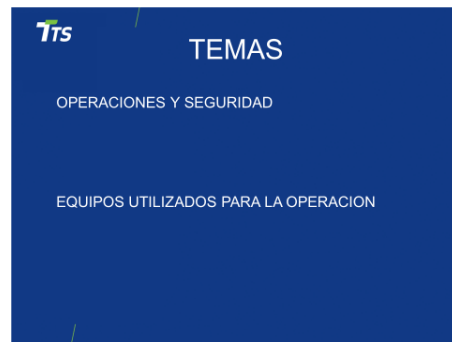 TTS
TEMAS
OPERACIONES Y SEGURIDAD
EQUIPOS UTILIZADOS PARA LA OPERACION